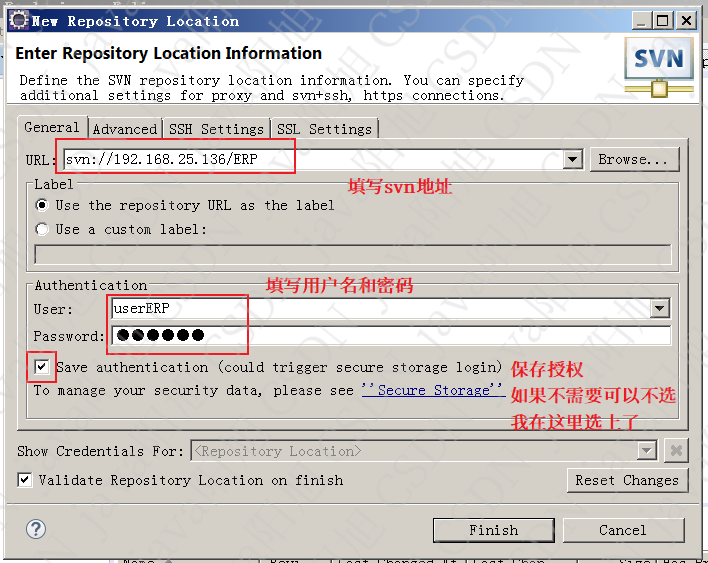 New Repository Location
Enter Repository Location Information
Define the SVN repository location information. You can specify
additional settings for proxy and svn+ssh, https connections.
SVN
General
Advanced
SSH Settings
SSL Settings
URL:
svn://192.168.25.136/ERP
Browse...
填写svn地址
Label
Use the repository URL as the label
Use a custom label:
Authentication
填写用户名和密码
User:
userERP
Password:
Save authentication (could trigger secure storage login)
保存授权
To manage your security data, please see ''Secure Storage''
如果不需要可以不选
我在这里选上了
Show Credentials For:
<Repository Location>
Validate Repository Location on finish
Reset Changes
?
Finish
Cancel